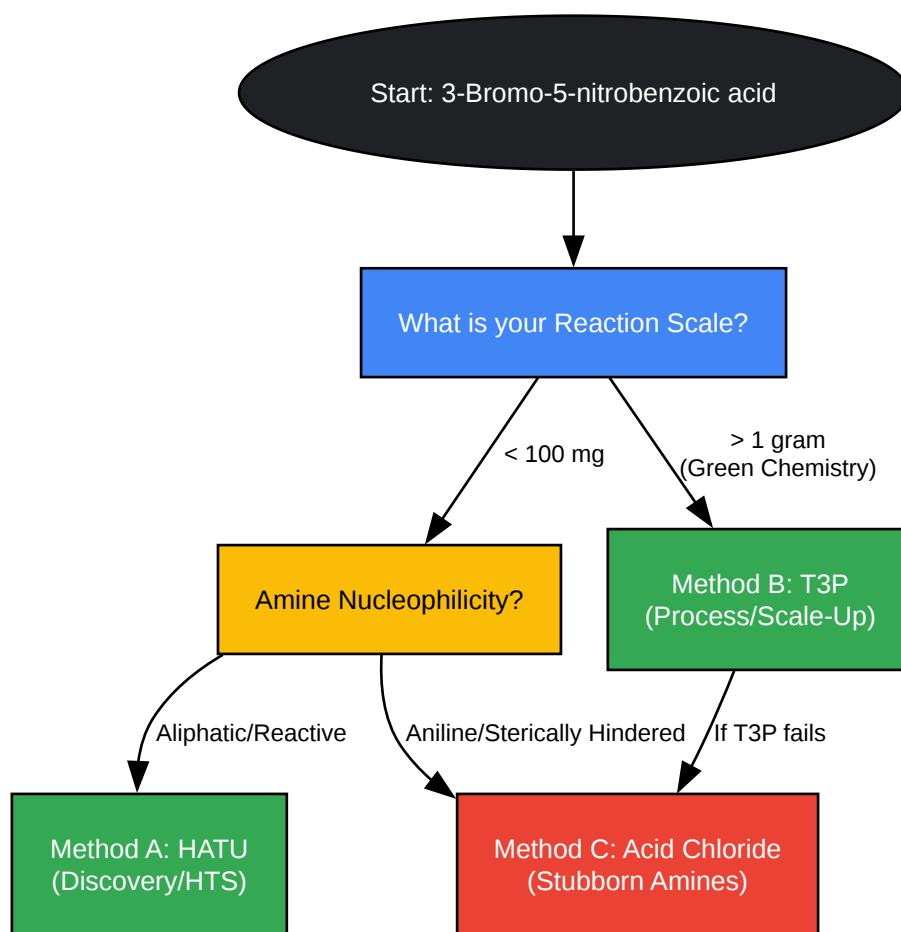 Start: 3-Bromo-5-nitrobenzoic acid
What is your Reaction Scale?
< 100 mg
> 1 gram
(Green Chemistry)
Amine Nucleophilicity?
Method B: T3P
(Process/Scale-Up)
Aliphatic/Reactive
Aniline/Sterically Hindered
If T3P fails
Method A: HATU
(Discovery/HTS)
Method C: Acid Chloride
(Stubborn Amines)